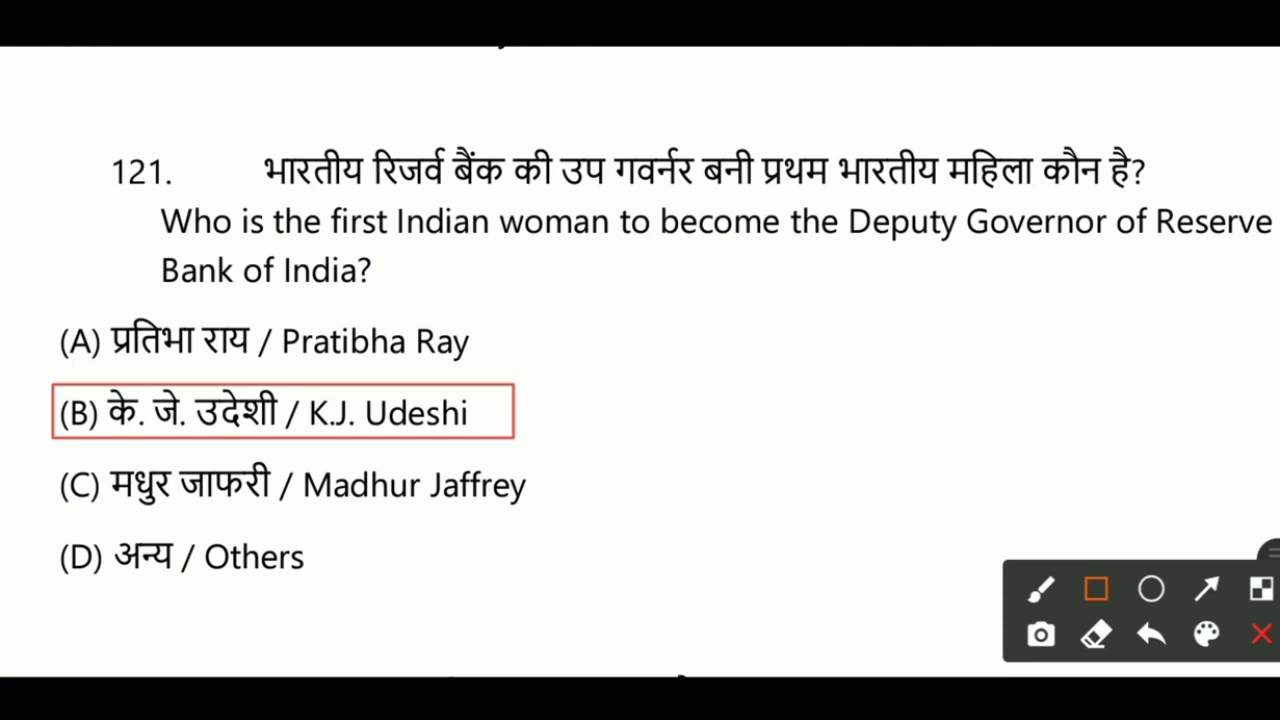 121. भारतीय रिजर्व बैंक की उप गवर्नर बनी प्रथम भारतीय महिला कौन है?
Who is the first Indian woman to become the Deputy Governor of Reserve
Bank of India?
(A) प्रतिभा राय / Pratibha Ray
(B) के. जे. उदेशी / K.J. Udeshi
(C) मधुर जाफरी / Madhur Jaffrey
(D) अन्य / Others